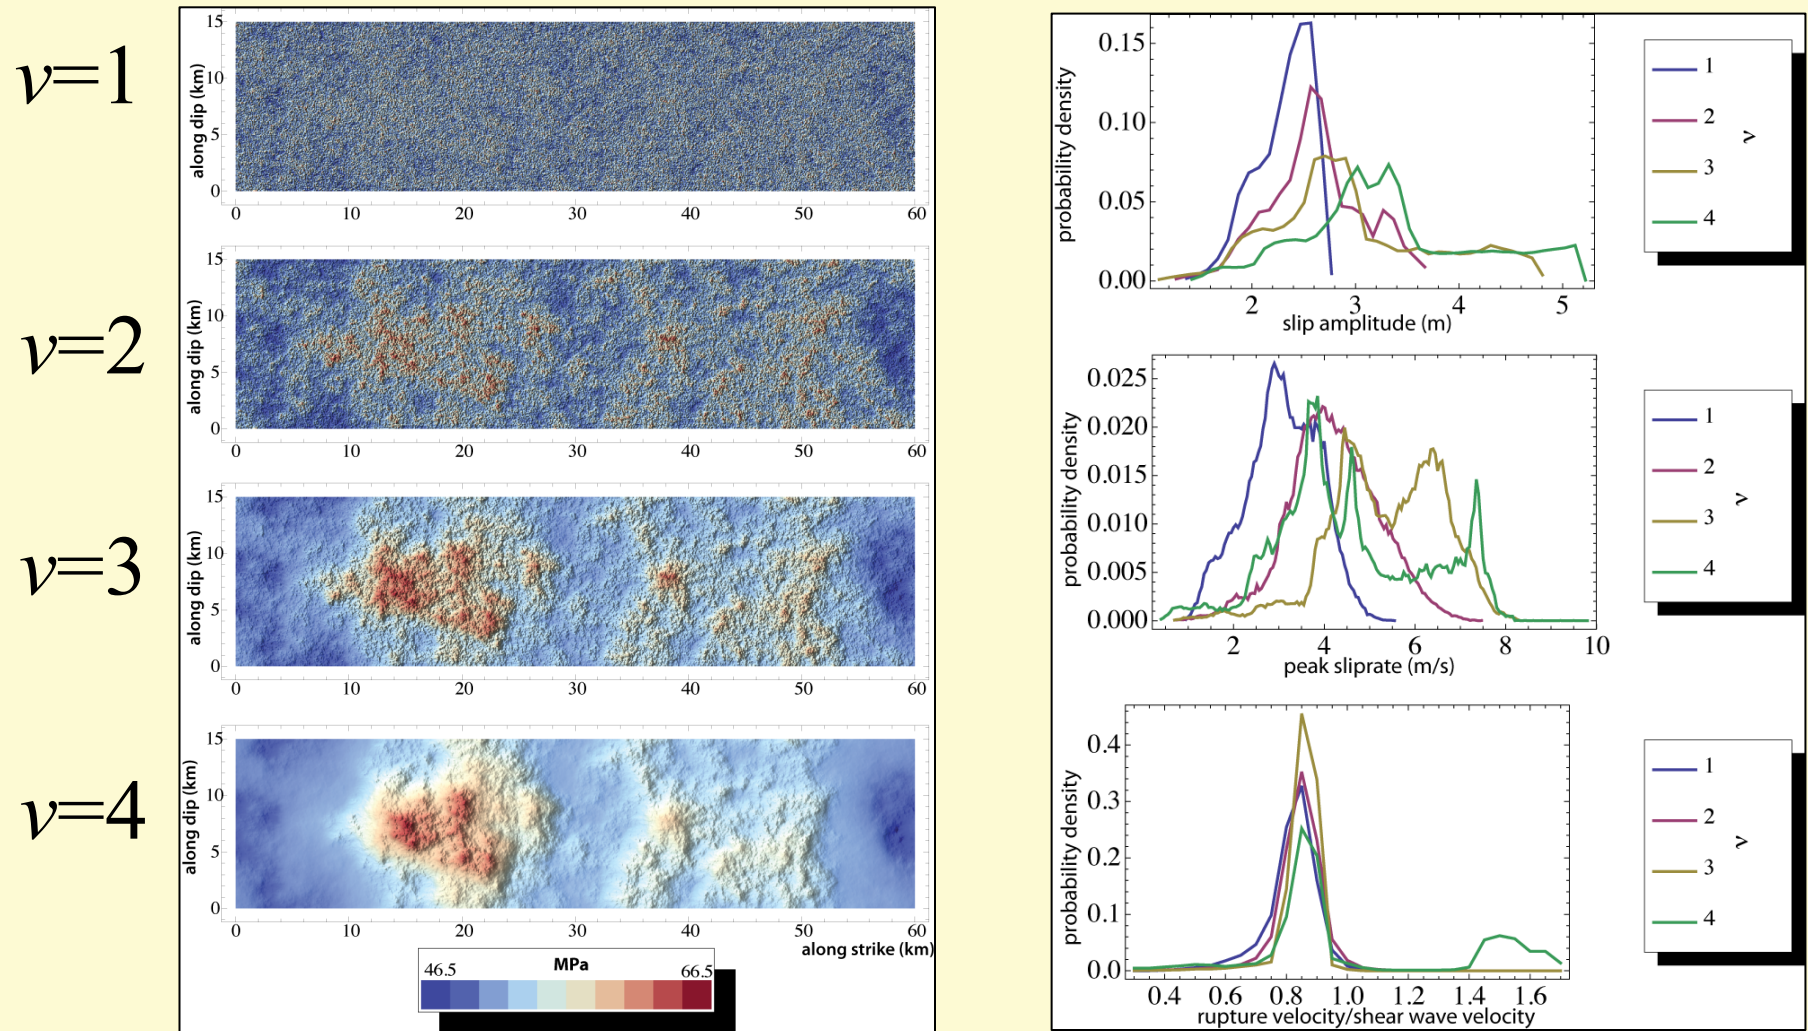 ν=1
along dip (km)
15
10
5
0
0 10 20 30 40 50 60
ν=2
along dip (km)
15
10
5
0
0 10 20 30 40 50 60
ν=3
along dip (km)
15
10
5
0
0 10 20 30 40 50 60
ν=4
along dip (km)
15
10
5
0
0 10 20 30 40 50 60
along strike (km)
46.5 MPa 66.5
probability density
0.15
0.10
0.05
0.00
2 3 4 5
slip amplitude (m)
1
2
3
4
ν
probability density
0.025
0.020
0.015
0.010
0.005
0.000
2 4 6 8 10
peak sliprate (m/s)
1
2
3
4
ν
probability density
0.4
0.3
0.2
0.1
0.0
0.4 0.6 0.8 1.0 1.2 1.4 1.6
rupture velocity/shear wave velocity
1
2
3
4
ν